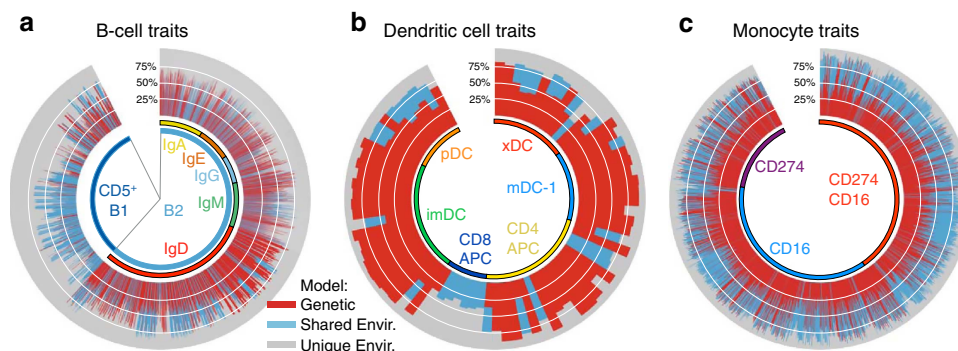 a
B-cell traits
75%
50%
25%
IgA
IgE
IgG
IgM
IgD
B2
CD5+
B1
Model:
Genetic
Shared Envir.
Unique Envir.
b
Dendritic cell traits
75%
50%
25%
pDC
xDC
mDC-1
imDC
CD4
APC
CD8
APC
c
Monocyte traits
75%
50%
25%
CD274
CD274
CD16
CD16